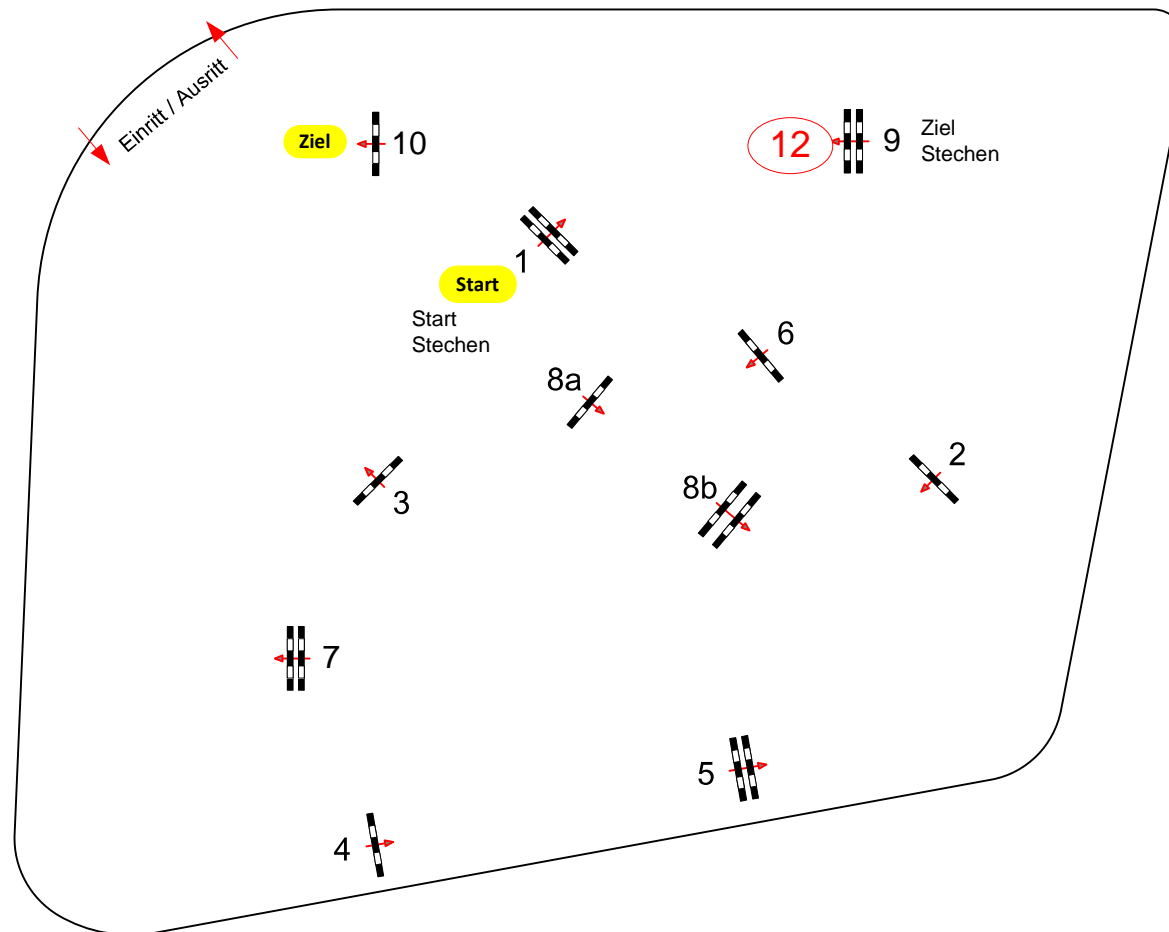 Einritt / Ausritt
Ziel
10
12
9
Ziel
Stechen
1
Start
Start
Stechen
6
8a
2
3
8b
7
5
4